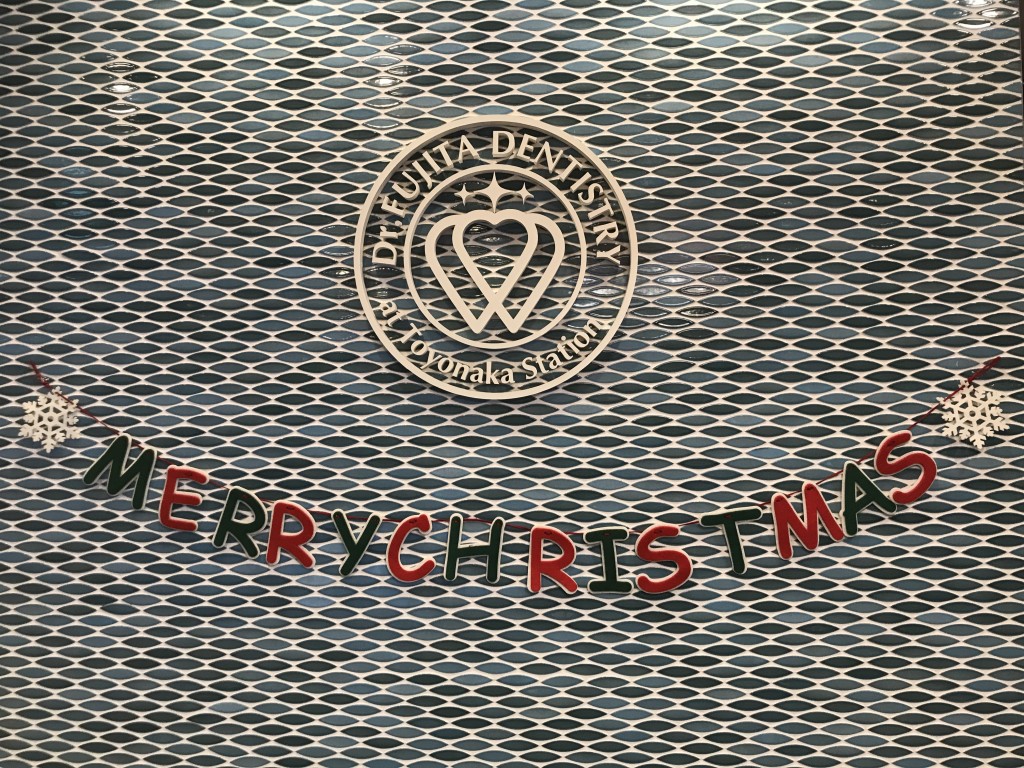 Dr.FUJITA DENTISTRY
at Toyonaka Station
MERRYCHRISTMAS